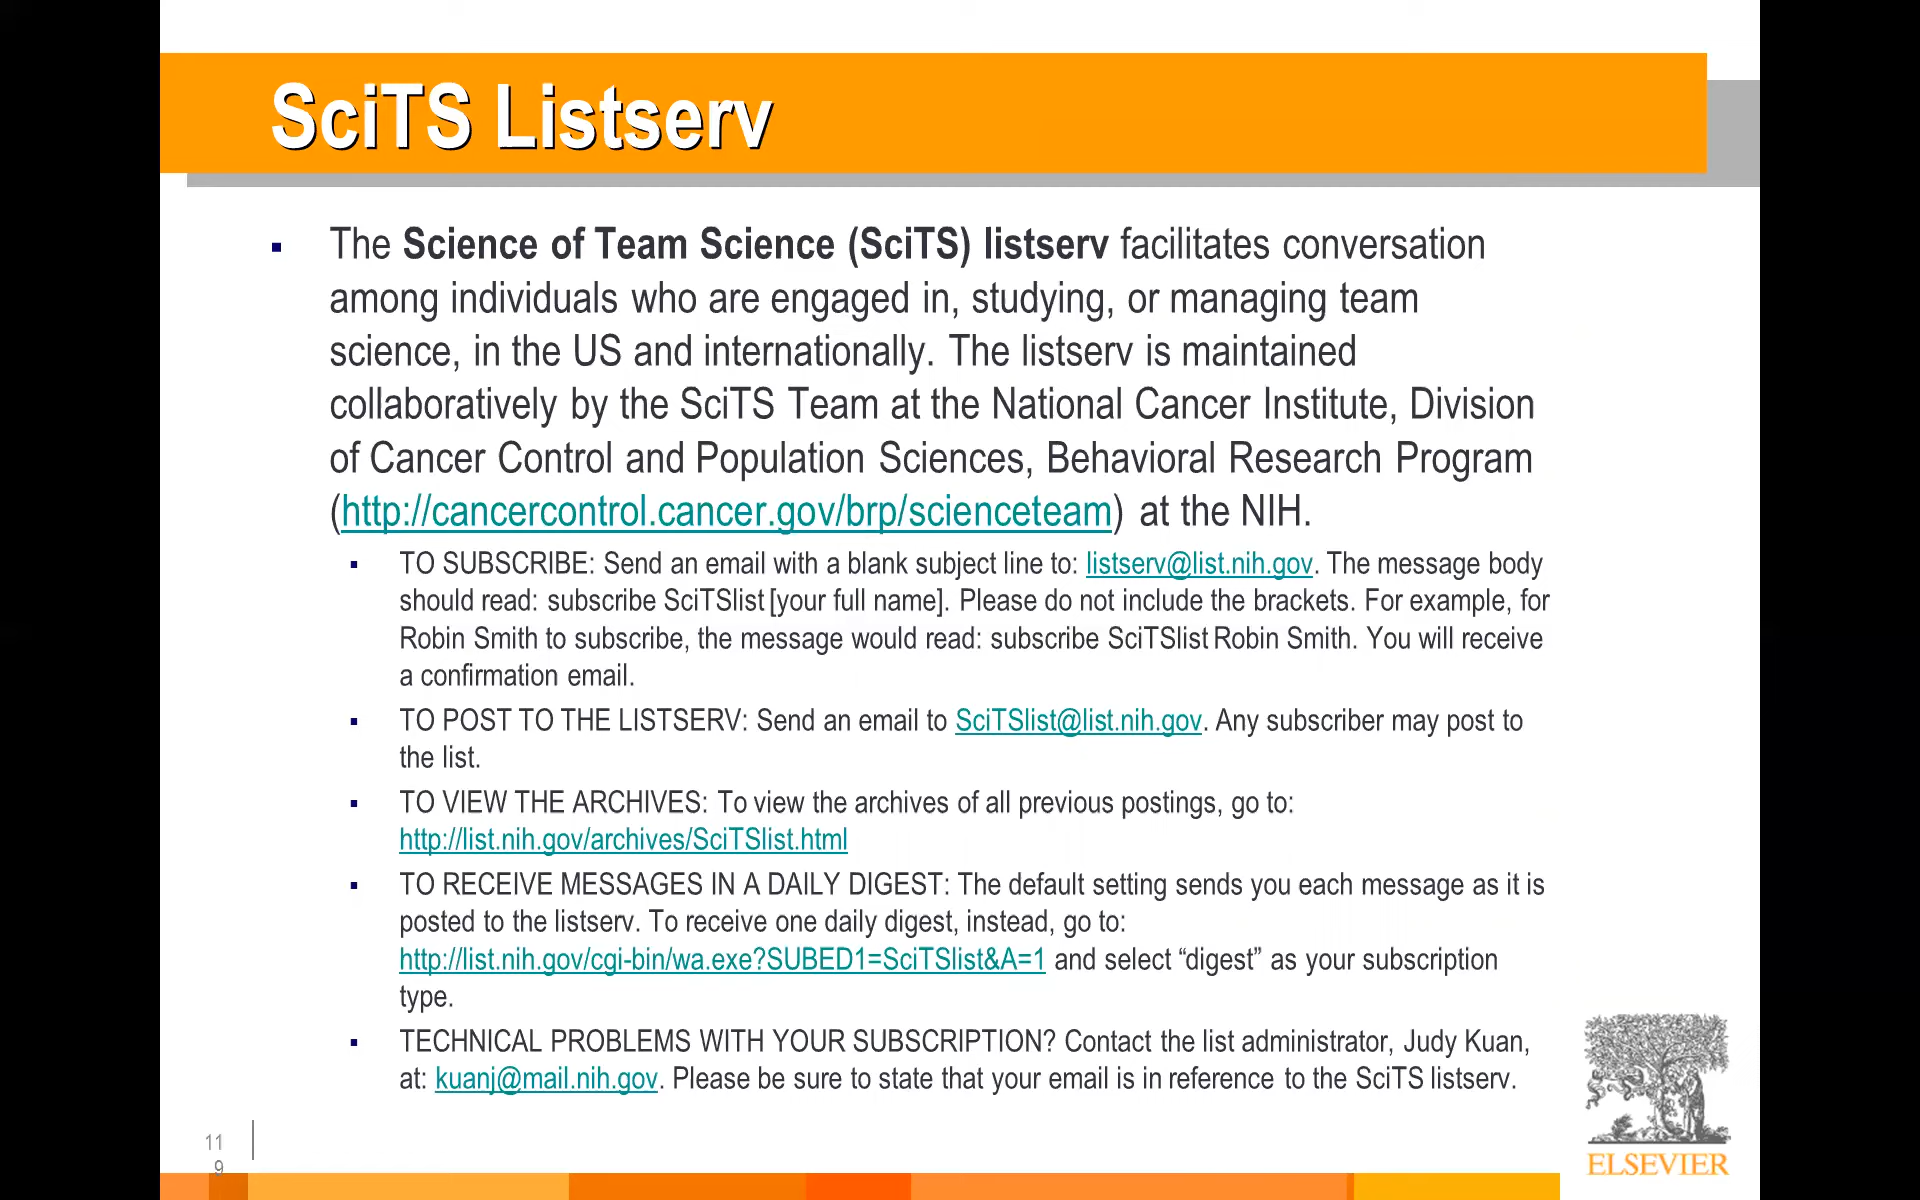 SciTS Listserv
▪ The Science of Team Science (SciTS) listserv facilitates conversation
among individuals who are engaged in, studying, or managing team
science, in the US and internationally. The listserv is maintained
collaboratively by the SciTS Team at the National Cancer Institute, Division
of Cancer Control and Population Sciences, Behavioral Research Program
(http://cancercontrol.cancer.gov/brp/scienceteam) at the NIH.
▪ TO SUBSCRIBE: Send an email with a blank subject line to: listserv@list.nih.gov. The message body
should read: subscribe SciTSlist [your full name]. Please do not include the brackets. For example, for
Robin Smith to subscribe, the message would read: subscribe SciTSlist Robin Smith. You will receive
a confirmation email.
▪ TO POST TO THE LISTSERV: Send an email to SciTSlist@list.nih.gov. Any subscriber may post to
the list.
▪ TO VIEW THE ARCHIVES: To view the archives of all previous postings, go to:
http://list.nih.gov/archives/SciTSlist.html
▪ TO RECEIVE MESSAGES IN A DAILY DIGEST: The default setting sends you each message as it is
posted to the listserv. To receive one daily digest, instead, go to:
http://list.nih.gov/cgi-bin/wa.exe?SUBED1=SciTSlist&A=1 and select “digest” as your subscription
type.
▪ TECHNICAL PROBLEMS WITH YOUR SUBSCRIPTION? Contact the list administrator, Judy Kuan,
at: kuanj@mail.nih.gov. Please be sure to state that your email is in reference to the SciTS listserv.
11
9
ELSEVIER